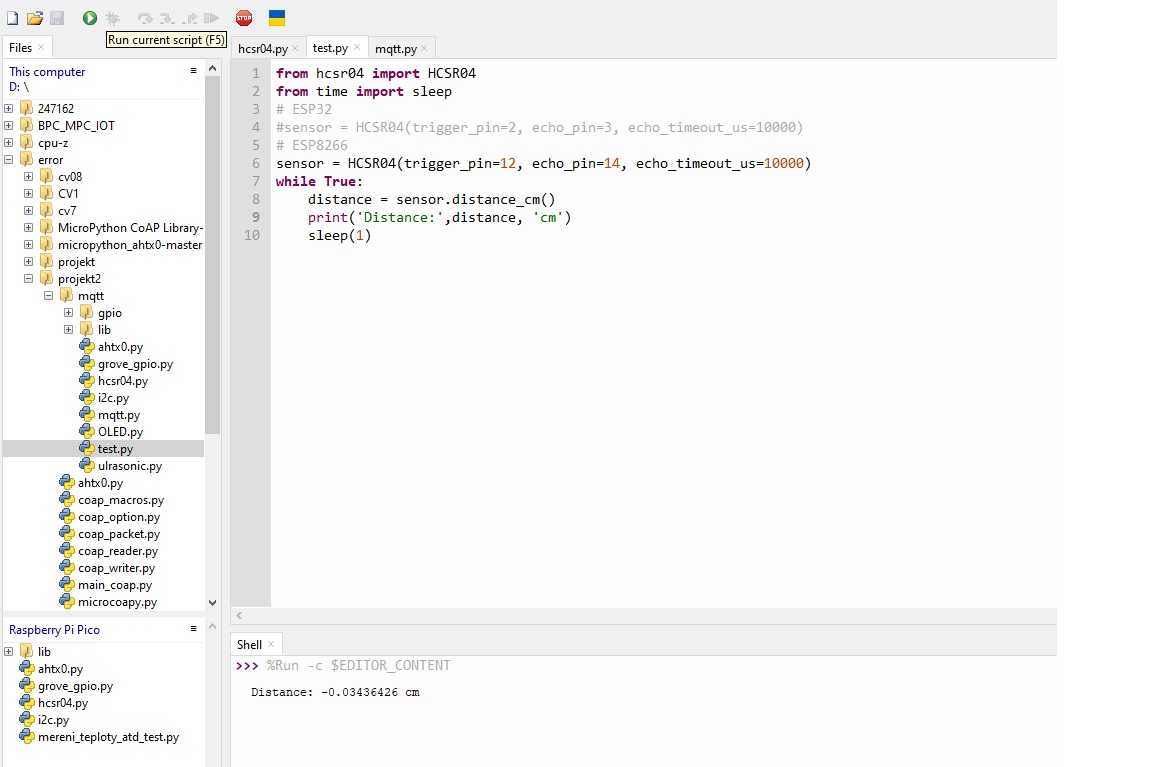 STOP
Run current script (F5)
Files
hcsr04.py
test.py
mqtt.py
This computer
D: \
247162
BPC_MPC_IOT
cpu-z
error
cv08
CV1
cv7
MicroPython CoAP Library-
micropython_ahtx0-master
projekt
projekt2
mqtt
gpio
lib
ahtx0.py
grove_gpio.py
hcsr04.py
i2c.py
mqtt.py
OLED.py
test.py
ulrasonic.py
ahtx0.py
coap_macros.py
coap_option.py
coap_packet.py
coap_reader.py
coap_writer.py
main_coap.py
microcoapy.py
Raspberry Pi Pico
lib
ahtx0.py
grove_gpio.py
hcsr04.py
i2c.py
mereni_teploty_atd_test.py
1 from hcsr04 import HCSR04
2 from time import sleep
3 # ESP32
4 #sensor = HCSR04(trigger_pin=2, echo_pin=3, echo_timeout_us=10000)
5 # ESP8266
6 sensor = HCSR04(trigger_pin=12, echo_pin=14, echo_timeout_us=10000)
7 while True:
8     distance = sensor.distance_cm()
9     print('Distance:',distance, 'cm')
10     sleep(1)
Shell
>>> %Run -c $EDITOR_CONTENT
Distance: -0.03436426 cm